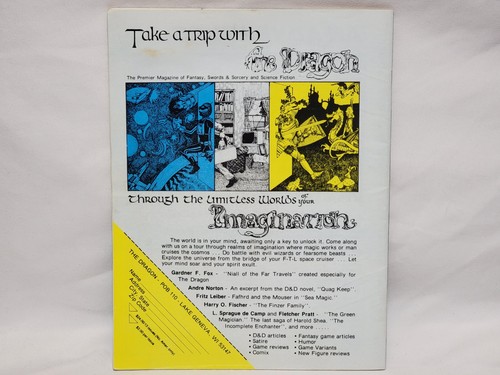 Take a trip with
The Dragon
The Premier Magazine of Fantasy, Swords & Sorcery and Science Fiction
through the Limitless Worlds of your
Imagination
The world is in your mind, awaiting only a key to unlock it. Come along
with us on a tour through realms of imagination where magic works or man
cruises the cosmos . . . Do battle with evil wizards or fearsome beasts . . .
Explore the universe from the bridge of your F-T-L space cruiser . . . Let
your mind soar and your spirit exult.
Gardner F. Fox - "Niall of the Far Travels" created especially for
The Dragon
Andre Norton - An excerpt from the D&D novel, "Quag Keep"
Fritz Leiber - Fafhrd and the Mouser in "Sea Magic."
Harry O. Fischer - "The Finzer Family"
L. Sprague de Camp and Fletcher Pratt - "The Green
Magician." The last saga of Harold Shea, "The
Incomplete Enchanter", and more . . . . .
• D&D articles • Fantasy game articles
• Satire • Humor
• Game reviews • Game Variants
• Comix • New Figure reviews
THE DRAGON - POB 110 - LAKE GENEVA, WI 53147
Name
Address
City State
Zip Code